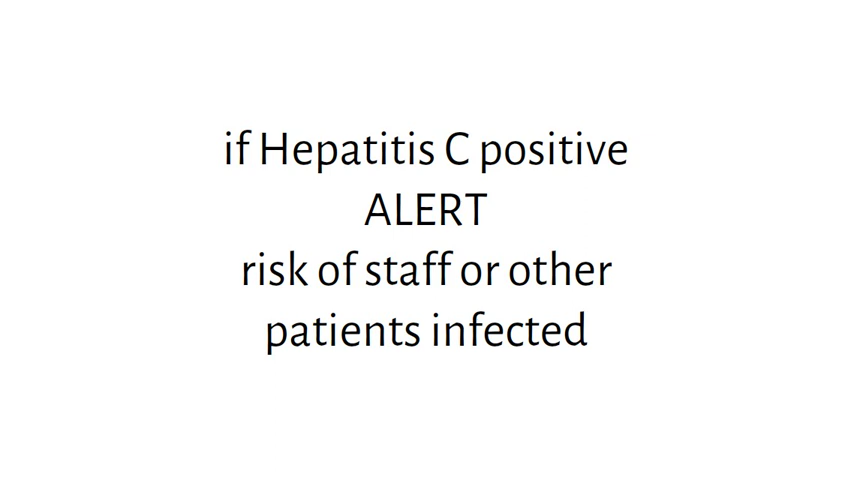 if Hepatitis C positive
ALERT
risk of staff or other
patients infected